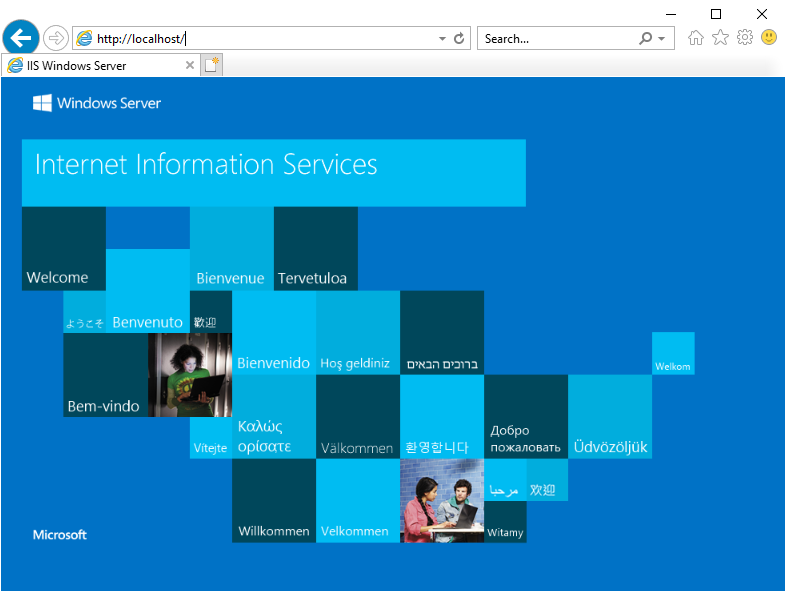 http://localhost/
Search...
IIS Windows Server
Windows Server
Internet Information Services
Welcome
Bienvenue
Tervetuloa
ようこそ
Benvenuto
歡迎
Bienvenido
Hoş geldiniz
ברוכים הבאים
Welkom
Bem-vindo
Vítejte
Καλώς
ορίσατε
Välkommen
환영합니다
Добро
пожаловать
Üdvözöljük
Willkommen
Velkommen
مرحبا
欢迎
Witamy
Microsoft